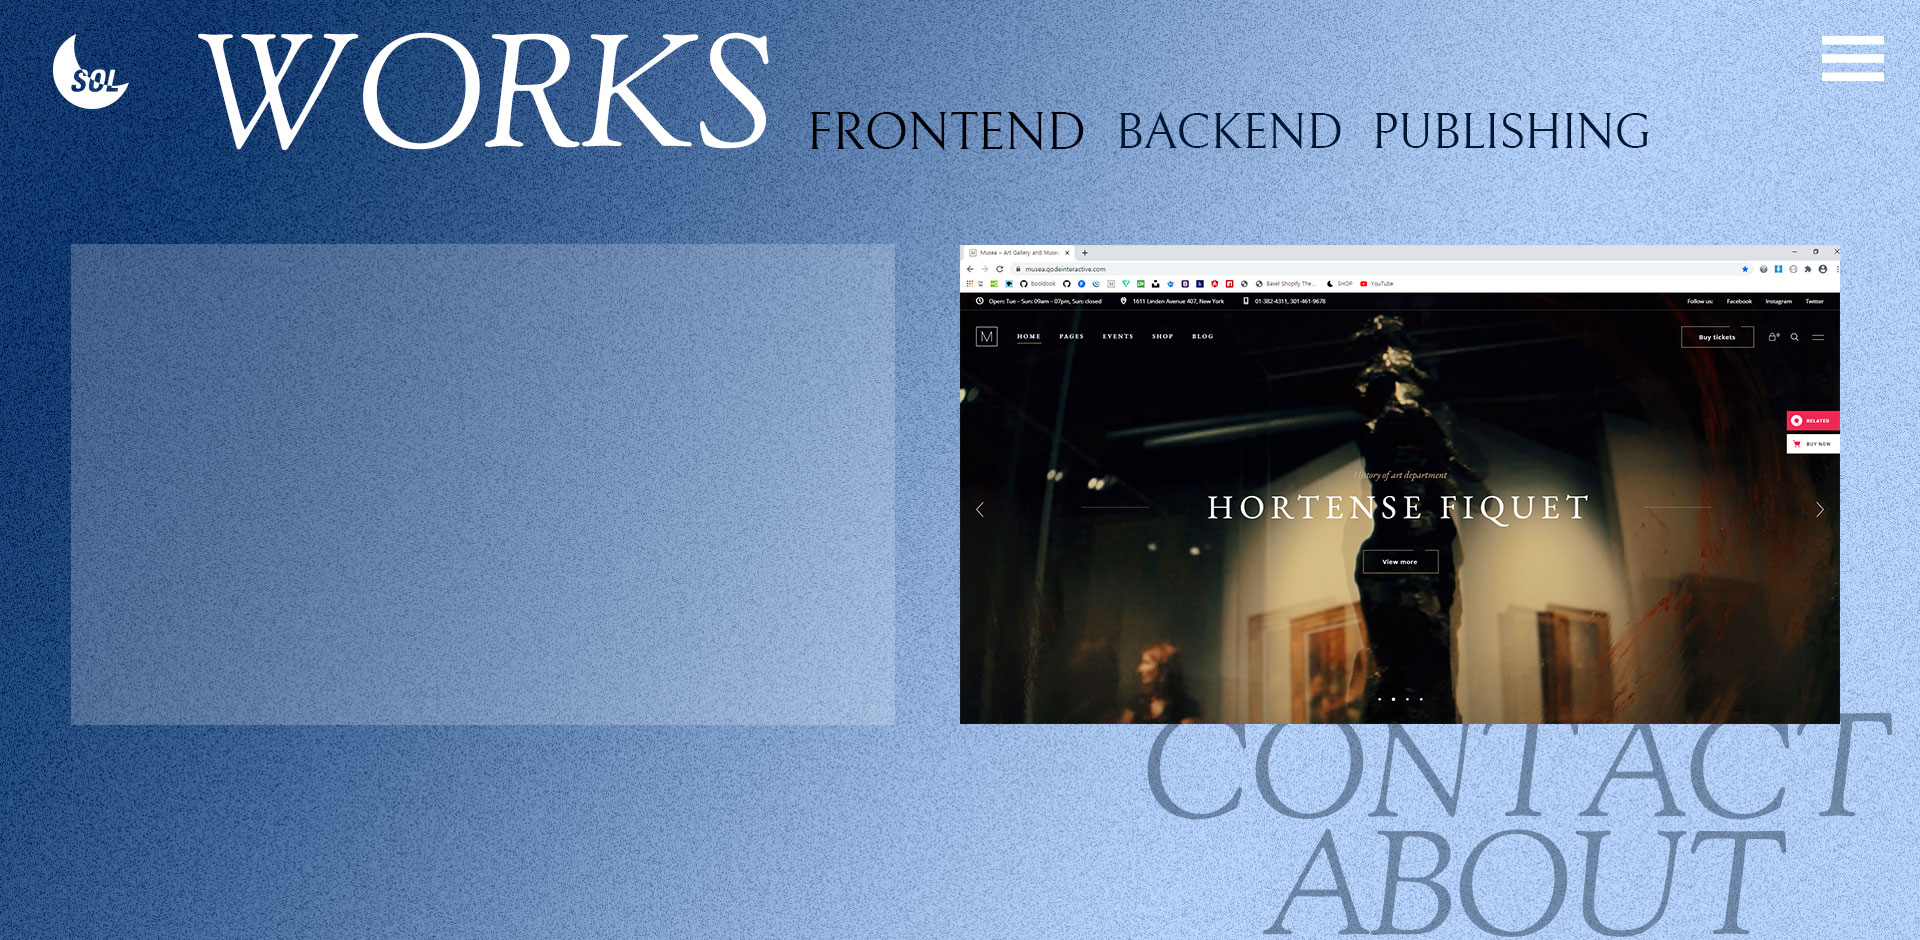 SOL
WORKS
FRONTEND BACKEND PUBLISHING
Musea – Art Gallery and Muse
musea.qodeinteractive.com
booldook
Basel Shopify The...
SHOP
YouTube
Open: Tue – Sun: 09am – 07pm, Sun: closed
1611 Linden Avenue 407, New York
01-382-4311, 301-461-9678
Follow us: Facebook Instagram Twitter
M HOME PAGES EVENTS SHOP BLOG
Buy tickets
0
RELATED
BUY NOW
History of art department
HORTENSE FIQUET
View more
CONTACT
ABOUT